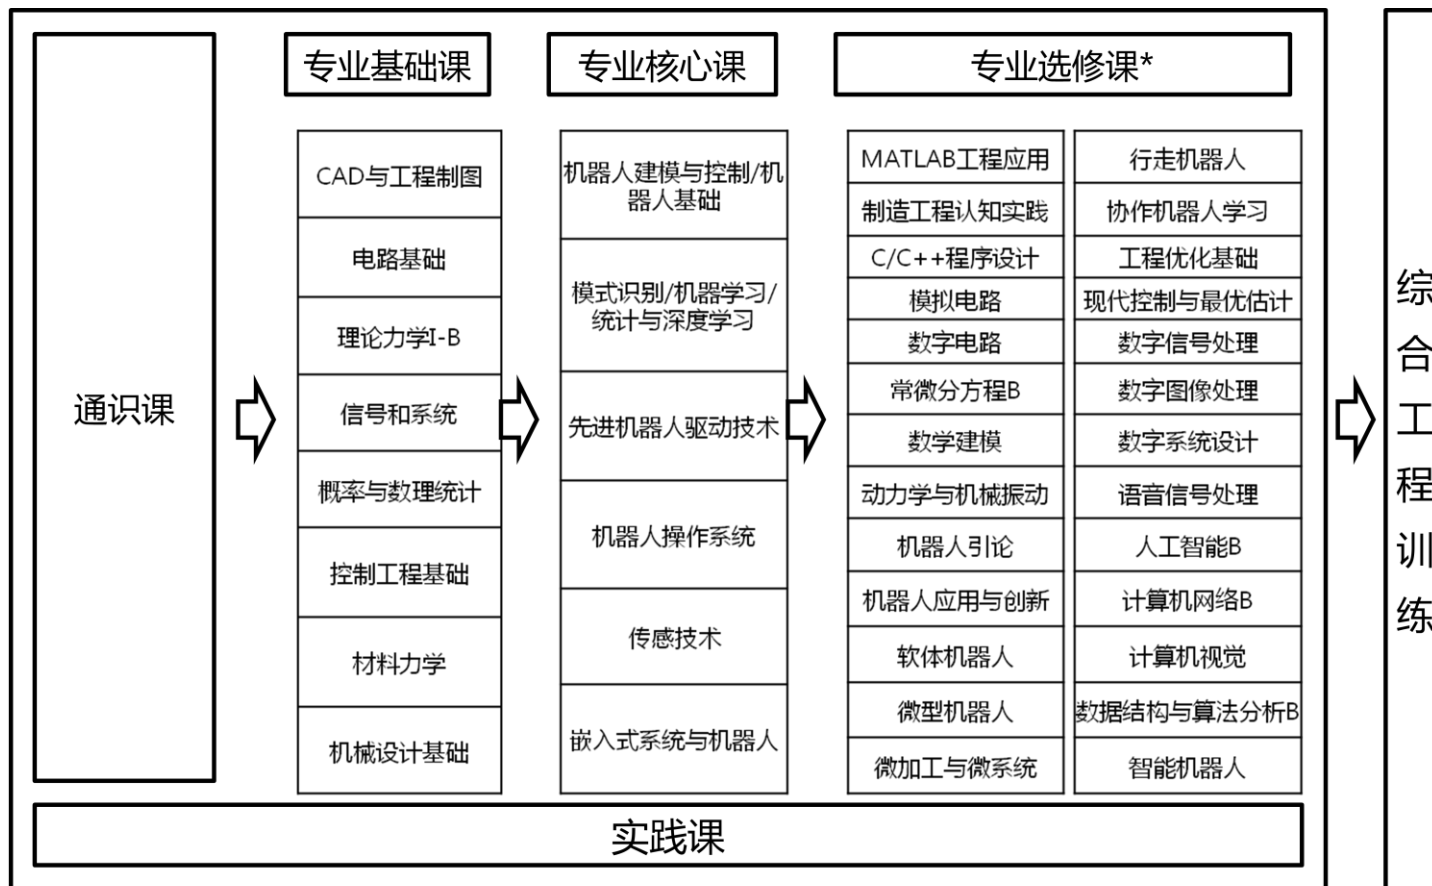 通识课
专业基础课
CAD与工程制图
电路基础
理论力学I-B
信号和系统
概率与数理统计
控制工程基础
材料力学
机械设计基础
专业核心课
机器人建模与控制/机
器人基础
模式识别/机器学习/
统计与深度学习
先进机器人驱动技术
机器人操作系统
传感技术
嵌入式系统与机器人
专业选修课*
MATLAB工程应用
制造工程认知实践
C/C++程序设计
模拟电路
数字电路
常微分方程B
数学建模
动力学与机械振动
机器人引论
机器人应用与创新
软体机器人
微型机器人
微加工与微系统
行走机器人
协作机器人学习
工程优化基础
现代控制与最优估计
数字信号处理
数字图像处理
数字系统设计
语音信号处理
人工智能B
计算机网络B
计算机视觉
数据结构与算法分析B
智能机器人
实践课
综
合
工
程
训
练